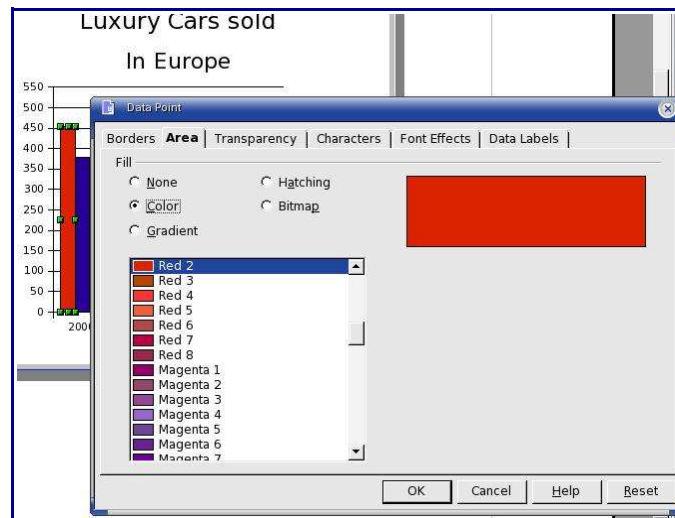 Luxury Cars sold
In Europe
550
500
450
400
350
300
250
200
150
100
50
0
2000
Data Point
Borders Area Transparency Characters Font Effects Data Labels
Fill
None Hatching
Color Bitmap
Gradient
Red 2
Red 3
Red 4
Red 5
Red 6
Red 7
Red 8
Magenta 1
Magenta 2
Magenta 3
Magenta 4
Magenta 5
Magenta 6
Magenta 7
OK Cancel Help Reset